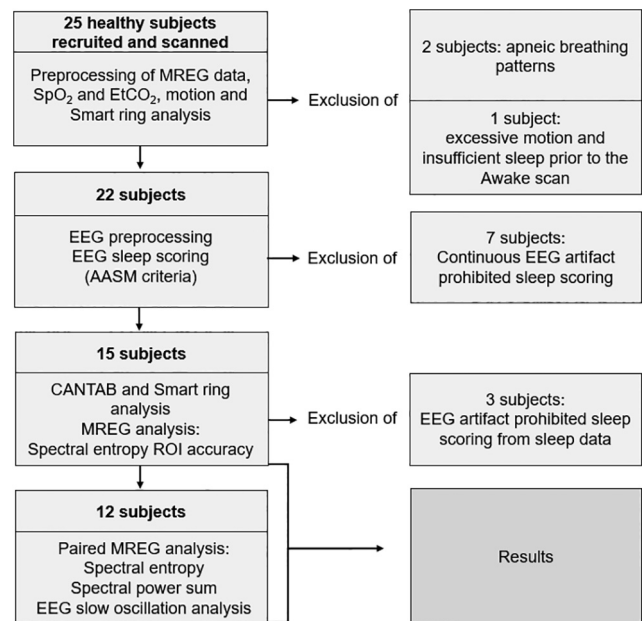 25 healthy subjects
recruited and scanned
Preprocessing of MREG data,
SpO₂ and EtCO₂, motion and
Smart ring analysis
Exclusion of
2 subjects: apneic breathing
patterns
1 subject:
excessive motion and
insufficient sleep prior to the
Awake scan
22 subjects
EEG preprocessing
EEG sleep scoring
(AASM criteria)
Exclusion of
7 subjects:
Continuous EEG artifact
prohibited sleep scoring
15 subjects
CANTAB and Smart ring
analysis
MREG analysis:
Spectral entropy ROI accuracy
Exclusion of
3 subjects:
EEG artifact prohibited sleep
scoring from sleep data
12 subjects
Paired MREG analysis:
Spectral entropy
Spectral power sum
EEG slow oscillation analysis
Results